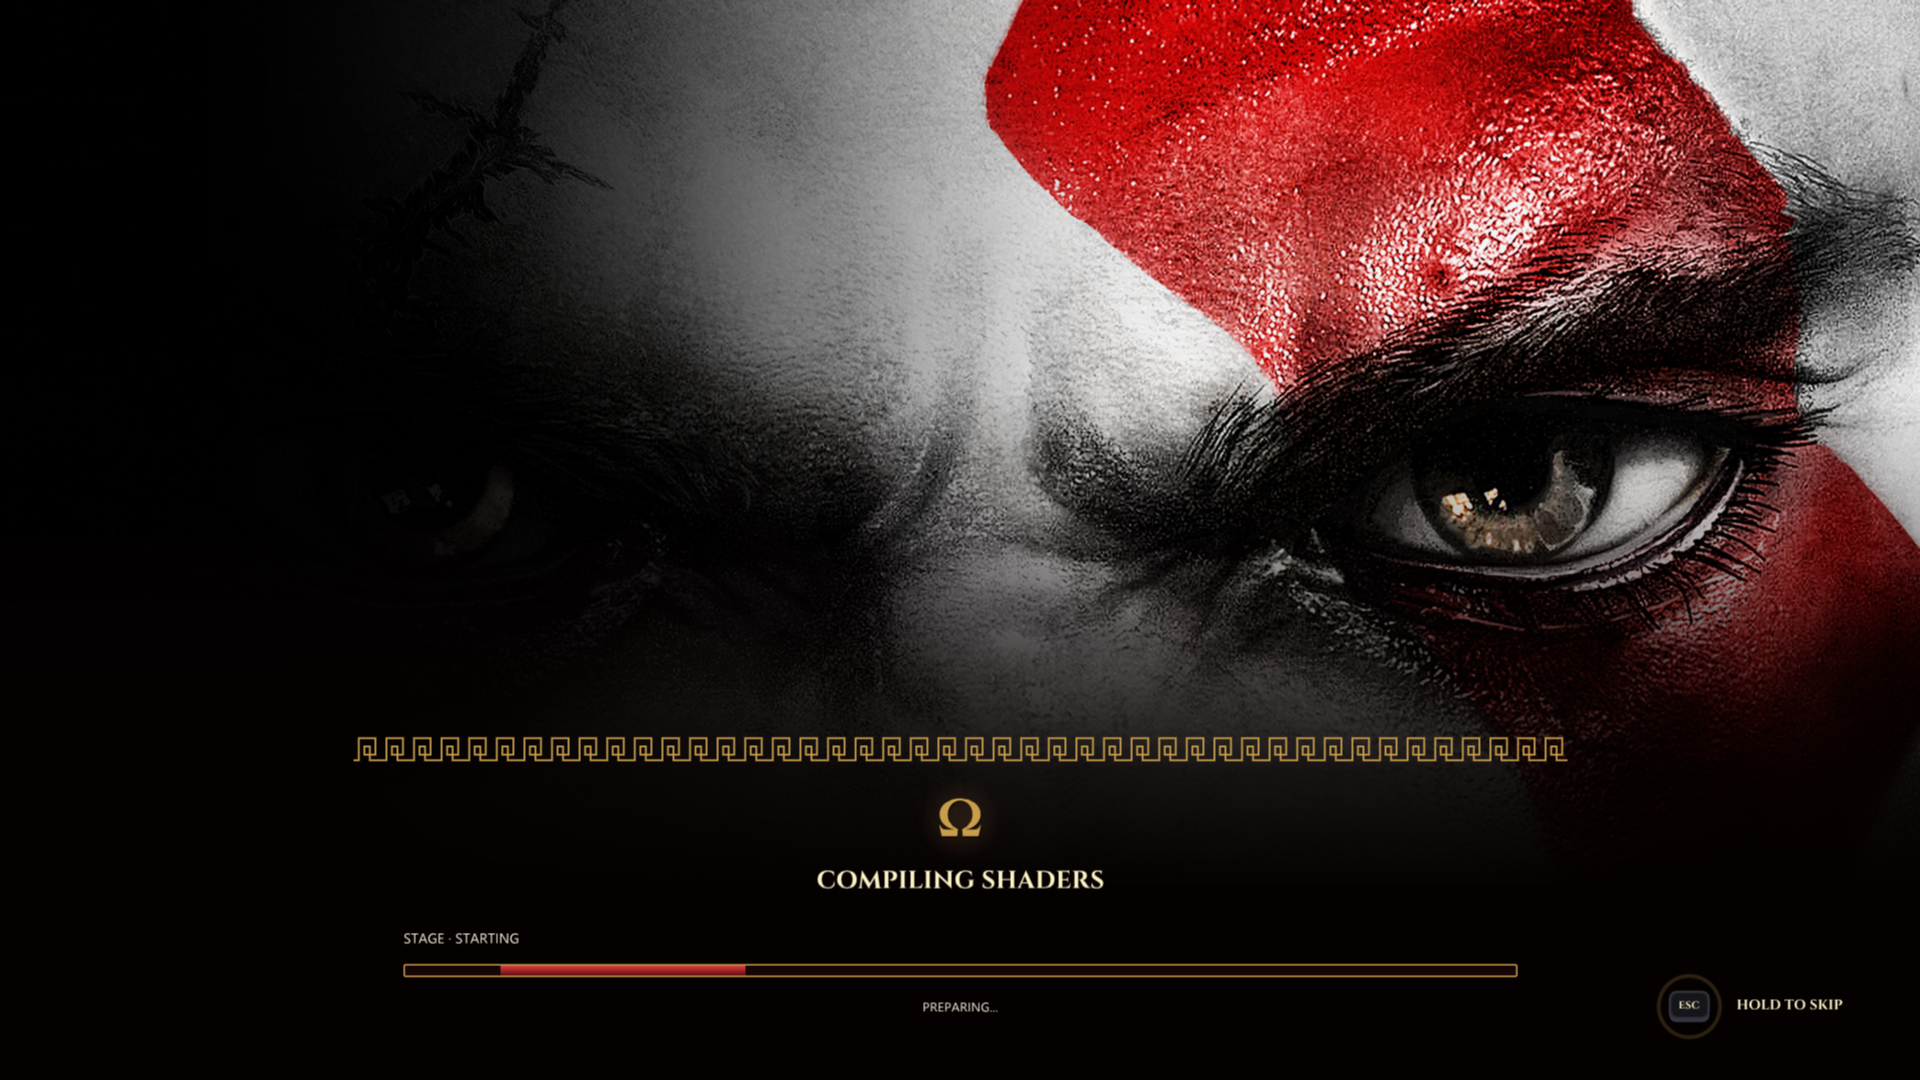 Ω
COMPILING SHADERS
STAGE · STARTING
PREPARING...
ESC HOLD TO SKIP